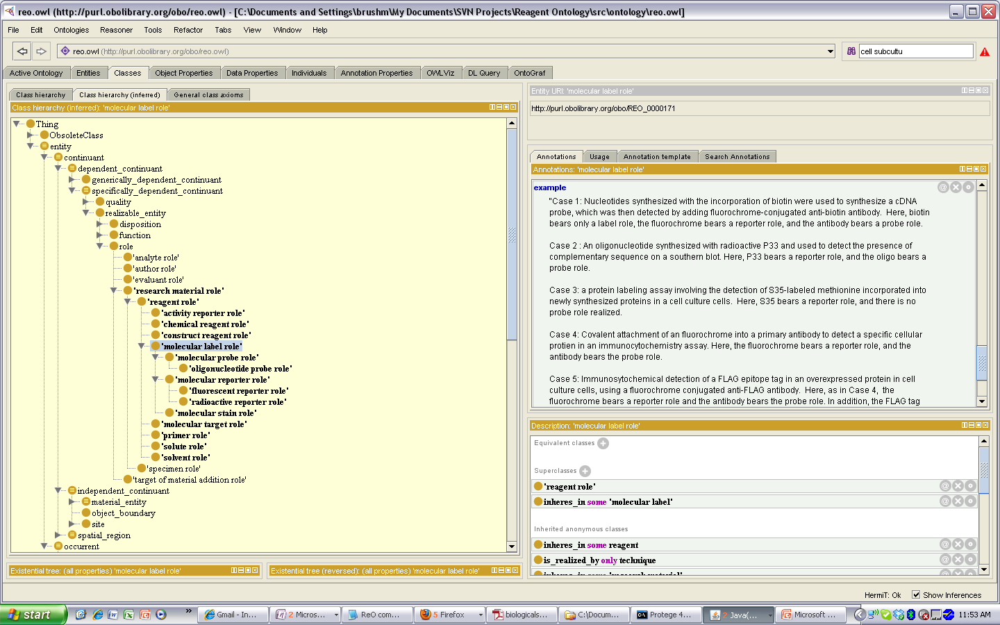 reo.owl (http://purl.obolibrary.org/obo/reo.owl) - [C:\Documents and Settings\brushm\My Documents\SVN Projects\Reagent Ontology\src\ontology\reo.owl]
File Edit Ontologies Reasoner Tools Refactor Tabs View Window Help
reo.owl (http://purl.obolibrary.org/obo/reo.owl)
cell subcultu
Active Ontology Entities Classes Object Properties Data Properties Individuals Annotation Properties OWLViz DL Query OntoGraf
Class hierarchy Class hierarchy (inferred) General class axioms
Class hierarchy (inferred): 'molecular label role'
Thing
ObsoleteClass
entity
continuant
dependent_continuant
generically_dependent_continuant
specifically_dependent_continuant
quality
realizable_entity
disposition
function
role
'analyte role'
'author role'
'evaluant role'
'research material role'
'reagent role'
'activity reporter role'
'chemical reagent role'
'construct reagent role'
'molecular label role'
'molecular probe role'
'oligonucleotide probe role'
'molecular reporter role'
'fluorescent reporter role'
'radioactive reporter role'
'molecular stain role'
'molecular target role'
'primer role'
'solute role'
'solvent role'
'specimen role'
'target of material addition role'
independent_continuant
material_entity
object_boundary
site
spatial_region
occurrent
Existential tree: (all properties) 'molecular label role'
Existential tree (reversed): (all properties) 'molecular label role'
Entity URI: 'molecular label role'
http://purl.obolibrary.org/obo/REO_0000171
Annotations Usage Annotation template Search Annotations
Annotations: 'molecular label role'
example
"Case 1: Nucleotides synthesized with the incorporation of biotin were used to synthesize a cDNA
probe, which was then detected by adding fluorochrome-conjugated anti-biotin antibody.  Here, biotin
bears only a label role, the fluorochrome bears a reporter role, and the antibody bears a probe role.
Case 2 : An oligonucleotide synthesized with radioactive P33 and used to detect the presence of
complementary sequence on a southern blot. Here, P33 bears a reporter role, and the oligo bears a
probe role.
Case 3: a protein labeling assay involving the detection of S35-labeled methionine incorporated into
newly synthesized proteins in a cell culture cells.  Here, S35 bears a reporter role, and there is no
probe role realized.
Case 4: Covalent attachment of an fluorochrome into a primary antibody to detect a specific cellular
protien in an immunocytochemistry assay. Here, the fluorochrome bears a reporter role, and the
antibody bears the probe role.
Case 5: Immunosytochemical detection of a FLAG epitope tag in an overexpressed protein in cell
culture cells, using a fluorochrome conjugated anti-FLAG antibody.  Here, as in Case 4,  the
fluorochrome bears a reporter role and the antibody bears the probe role. In addition, the FLAG tag
Description: 'molecular label role'
Equivalent classes
Superclasses
'reagent role'
inheres_in some 'molecular label'
Inherited anonymous classes
inheres_in some reagent
is_realized_by only technique
inheres_in some 'research material'
HermiT: Ok Show Inferences
start Gmail - In... 2 Micros... ReO com... 5 Firefox biologicals... C:\Docum... Protege 4... 2 Java(... Microsoft ... 11:53 AM